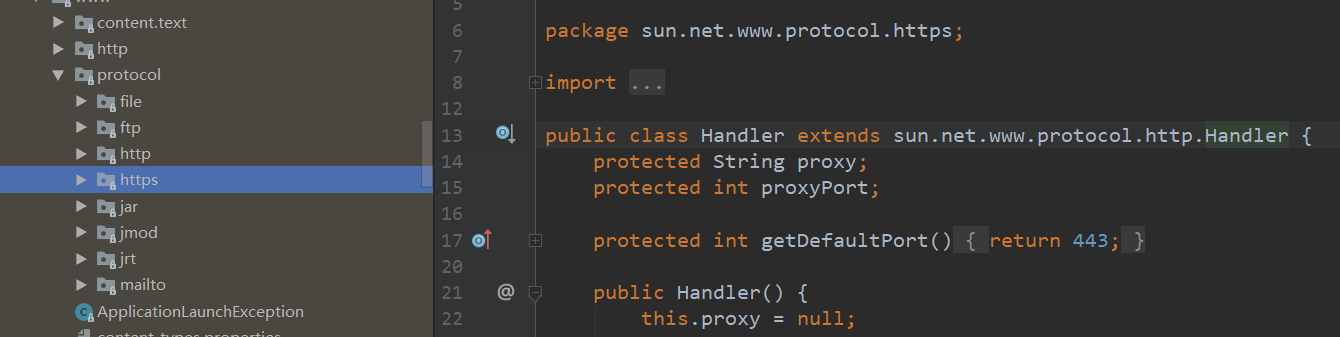 content.text
http
protocol
file
ftp
http
https
jar
jmod
jrt
mailto
ApplicationLaunchException
5
6 package sun.net.www.protocol.https;
7
8 import ...
12
13 public class Handler extends sun.net.www.protocol.http.Handler {
14 protected String proxy;
15 protected int proxyPort;
16
17 protected int getDefaultPort() { return 443; }
20
21 @ public Handler() {
22 this.proxy = null;